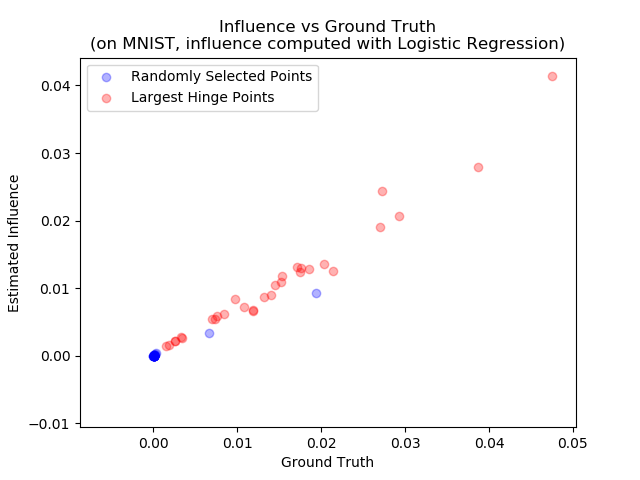 Influence vs Ground Truth
(on MNIST, influence computed with Logistic Regression)
Randomly Selected Points
Largest Hinge Points
Estimated Influence
0.04
0.03
0.02
0.01
0.00
−0.01
0.00 0.01 0.02 0.03 0.04 0.05
Ground Truth